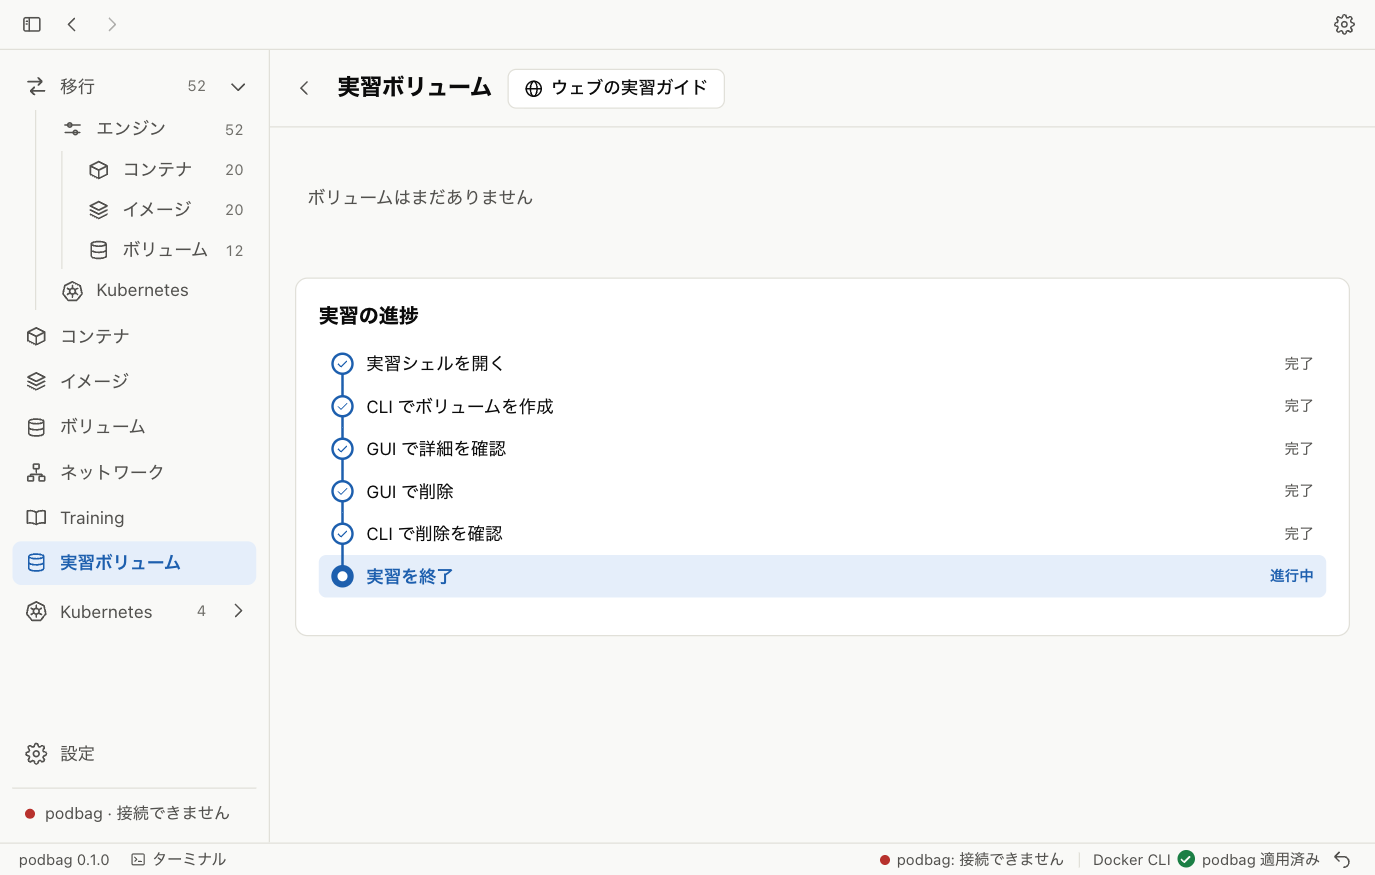 移行 52
エンジン 52
コンテナ 20
イメージ 20
ボリューム 12
Kubernetes
コンテナ
イメージ
ボリューム
ネットワーク
Training
実習ボリューム
Kubernetes 4
設定
podbag · 接続できません
実習ボリューム ウェブの実習ガイド
ボリュームはまだありません
実習の進捗
実習シェルを開く 完了
CLI でボリュームを作成 完了
GUI で詳細を確認 完了
GUI で削除 完了
CLI で削除を確認 完了
実習を終了 進行中
podbag 0.1.0 ターミナル podbag: 接続できません Docker CLI podbag 適用済み